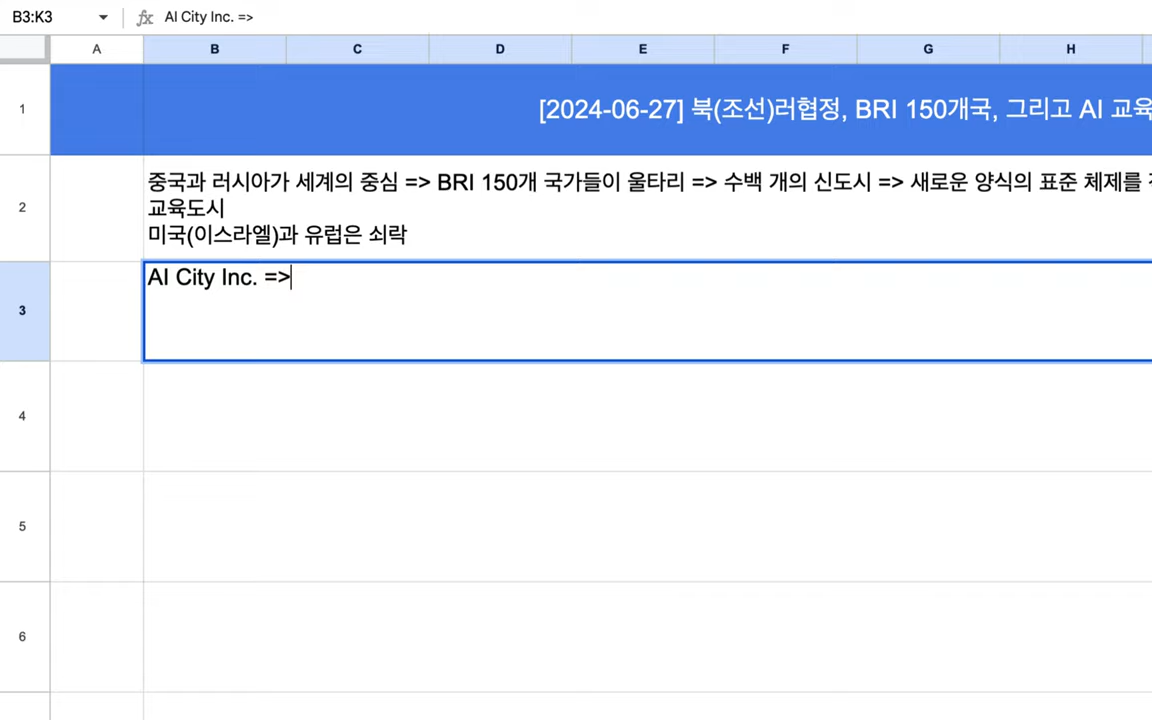 B3:K3
fx AI City Inc. =>
A B C D E F G H
1
[2024-06-27] 북(조선)러협정, BRI 150개국, 그리고 AI 교육
2
중국과 러시아가 세계의 중심 => BRI 150개 국가들이 울타리 => 수백 개의 신도시 => 새로운 양식의 표준 체제를
교육도시
미국(이스라엘)과 유럽은 쇠락
3
AI City Inc. =>
4
5
6